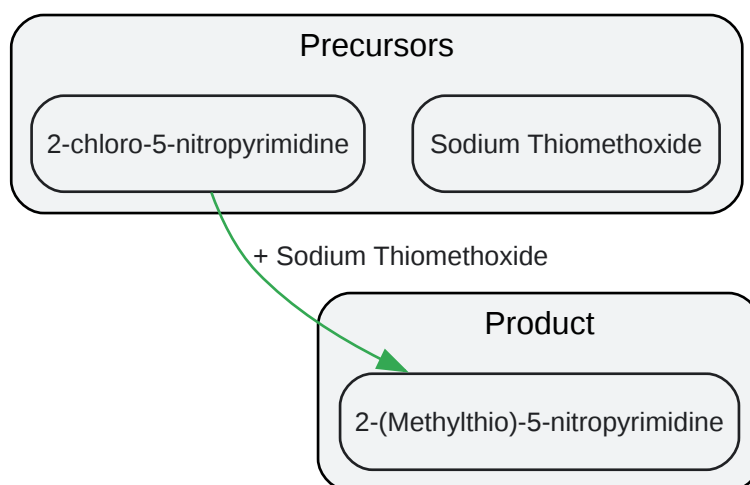 Precursors
2-chloro-5-nitropyrimidine
Sodium Thiomethoxide
+ Sodium Thiomethoxide
Product
2-(Methylthio)-5-nitropyrimidine